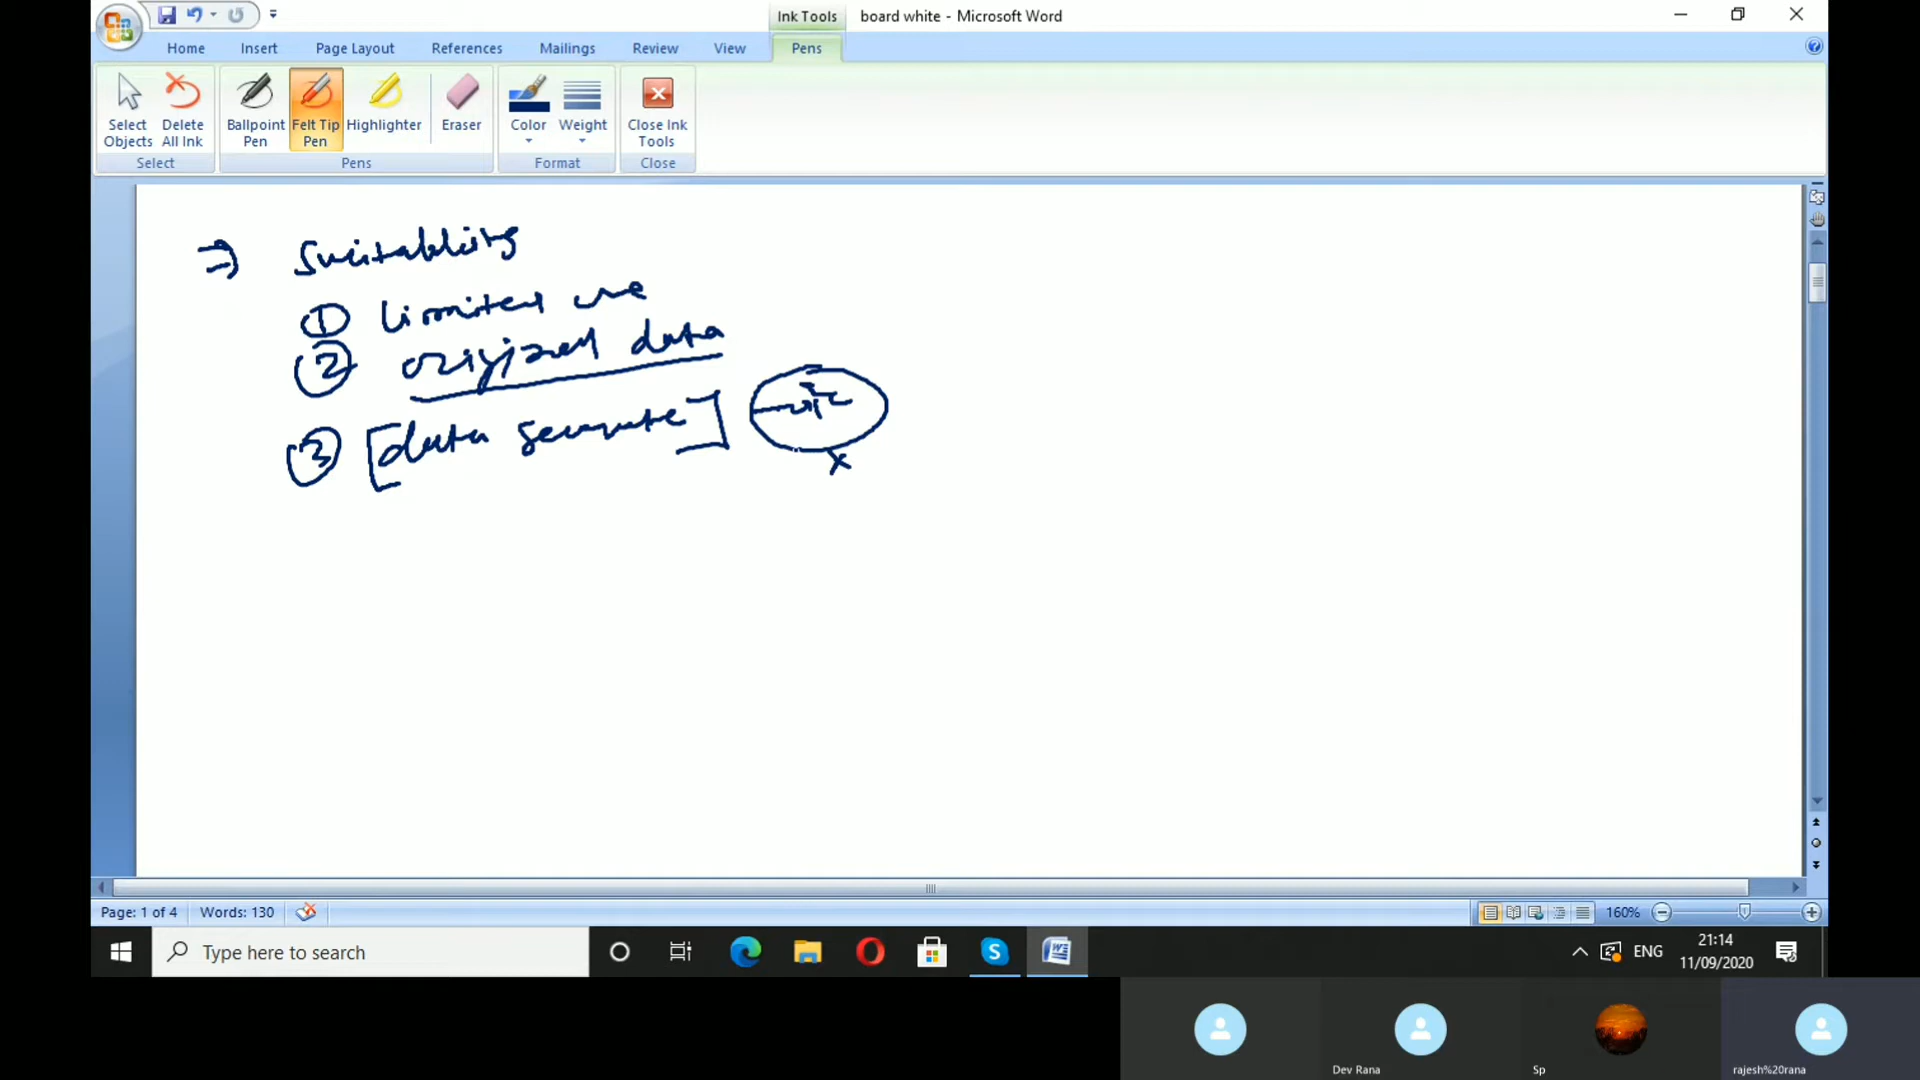 Ink Tools board white - Microsoft Word
Home Insert Page Layout References Mailings Review View Pens
Select Objects Delete All Ink Ballpoint Pen Felt Tip Pen Highlighter Eraser Color Weight Close Ink Tools
Select Pens Format Close
⇒ Suitability
① limited use
② original data
③ [data separate]
x
Page: 1 of 4 Words: 130 160%
Type here to search ENG 21:14
11/09/2020
Dev Rana Sp rajesh%20rana